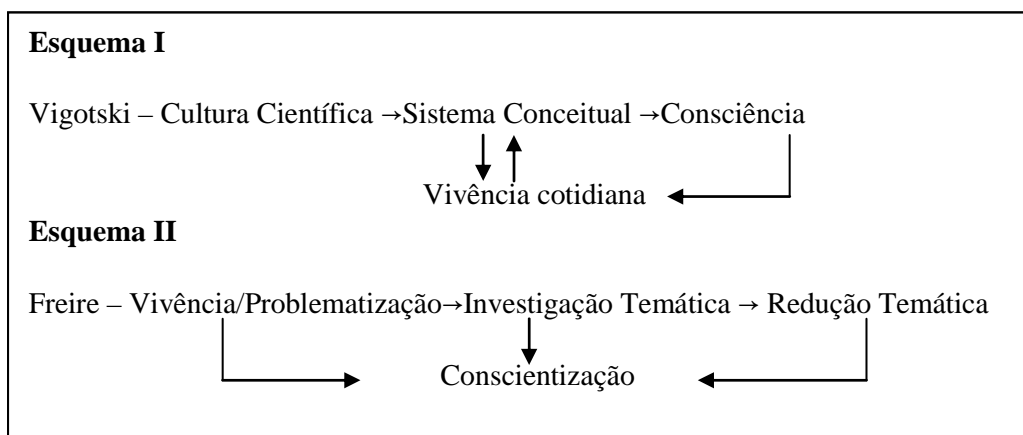 Esquema I
Vigotski – Cultura Científica →Sistema Conceitual →Consciência
Vivência cotidiana
Esquema II
Freire – Vivência/Problematização→Investigação Temática → Redução Temática
Conscientização